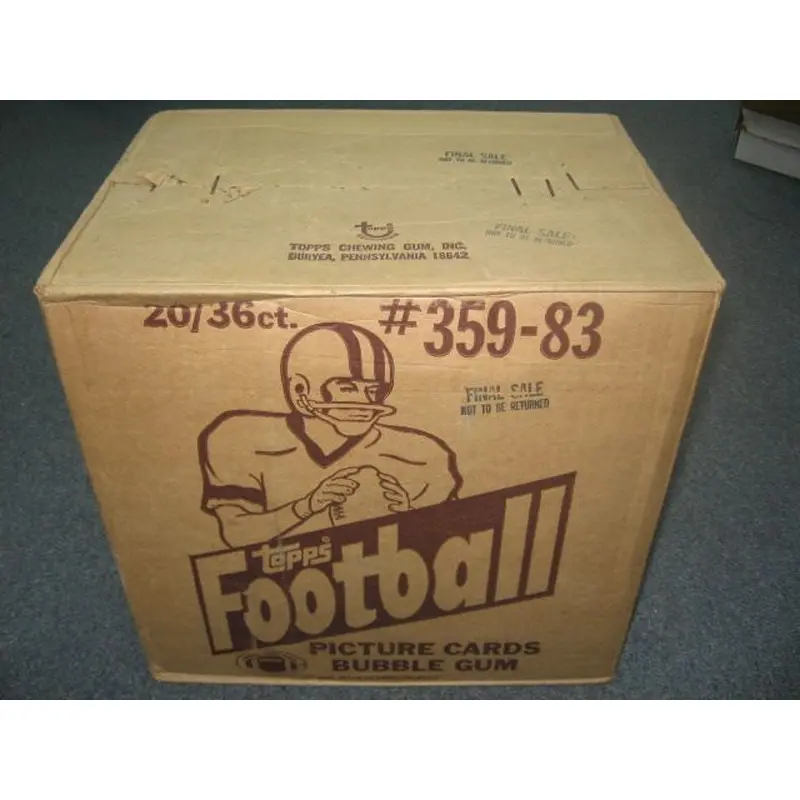 FINAL SALE
NOT TO BE RETURNED
FINAL SALE
NOT TO BE RETURNED
topps
TOPPS CHEWING GUM, INC.
DURYEA, PENNSYLVANIA 18642
20/36ct.
#359-83
FINAL SALE
NOT TO BE RETURNED
topps
Football
PICTURE CARDS
BUBBLE GUM